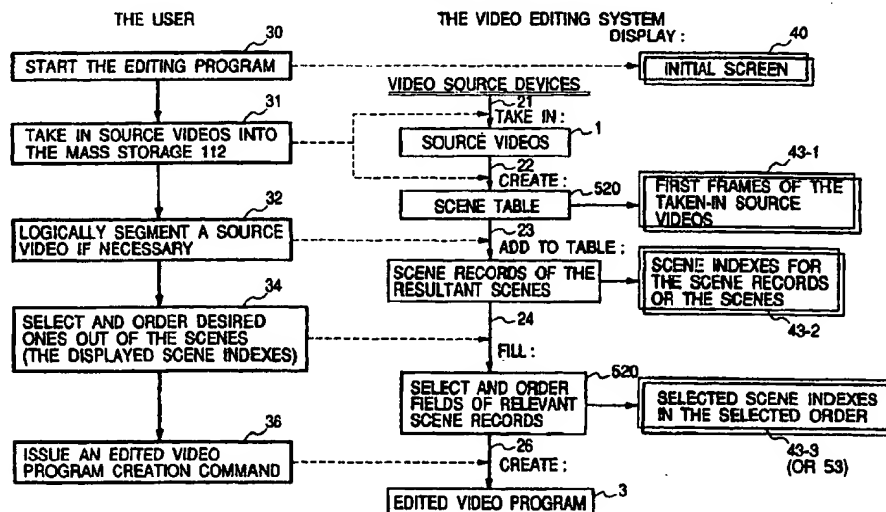 THE USER
THE VIDEO EDITING SYSTEM
DISPLAY :
30
START THE EDITING PROGRAM
40
INITIAL SCREEN
VIDEO SOURCE DEVICES
21
TAKE IN :
31
TAKE IN SOURCE VIDEOS INTO
THE MASS STORAGE 112
1
SOURCE VIDEOS
22
CREATE :
520
SCENE TABLE
43-1
FIRST FRAMES OF THE
TAKEN-IN SOURCE
VIDEOS
32
LOGICALLY SEGMENT A SOURCE
VIDEO IF NECESSARY
23
ADD TO TABLE :
SCENE RECORDS OF THE
RESULTANT SCENES
SCENE INDEXES FOR
THE SCENE RECORDS
OR THE SCENES
43-2
34
SELECT AND ORDER DESIRED
ONES OUT OF THE SCENES
(THE DISPLAYED SCENE INDEXES)
24
FILL :
520
SELECT AND ORDER
FIELDS OF RELEVANT
SCENE RECORDS
SELECTED SCENE INDEXES
IN THE SELECTED ORDER
43-3
(OR 53)
36
ISSUE AN EDITED VIDEO
PROGRAM CREATION COMMAND
26
CREATE :
3
EDITED VIDEO PROGRAM